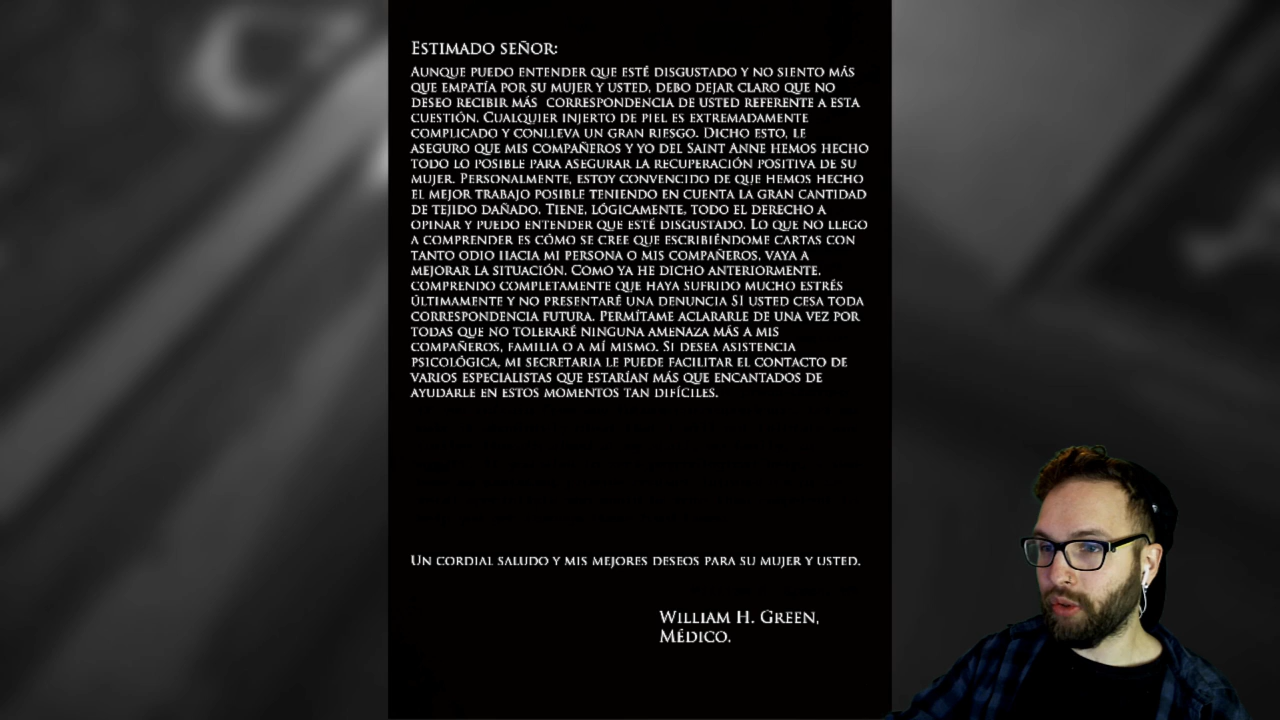 ESTIMADO SEÑOR:
AUNQUE PUEDO ENTENDER QUE ESTÉ DISGUSTADO Y NO SIENTO MÁS
QUE EMPATÍA POR SU MUJER Y USTED, DEBO DEJAR CLARO QUE NO
DESEO RECIBIR MÁS CORRESPONDENCIA DE USTED REFERENTE A ESTA
CUESTIÓN. CUALQUIER INJERTO DE PIEL ES EXTREMADAMENTE
COMPLICADO Y CONLLEVA UN GRAN RIESGO. DICHO ESTO, LE
ASEGURO QUE MIS COMPAÑEROS Y YO DEL SAINT ANNE HEMOS HECHO
TODO LO POSIBLE PARA ASEGURAR LA RECUPERACIÓN POSITIVA DE SU
MUJER. PERSONALMENTE, ESTOY CONVENCIDO DE QUE HEMOS HECHO
EL MEJOR TRABAJO POSIBLE TENIENDO EN CUENTA LA GRAN CANTIDAD
DE TEJIDO DAÑADO. TIENE, LÓGICAMENTE, TODO EL DERECHO A
OPINAR Y PUEDO ENTENDER QUE ESTÉ DISGUSTADO. LO QUE NO LLEGO
A COMPRENDER ES CÓMO SE CREE QUE ESCRIBIÉNDOME CARTAS CON
TANTO ODIO HACIA MI PERSONA O MIS COMPAÑEROS, VAYA A
MEJORAR LA SITUACIÓN. COMO YA HE DICHO ANTERIORMENTE,
COMPRENDO COMPLETAMENTE QUE HAYA SUFRIDO MUCHO ESTRÉS
ÚLTIMAMENTE Y NO PRESENTARÉ UNA DENUNCIA SI USTED CESA TODA
CORRESPONDENCIA FUTURA. PERMÍTAME ACLARARLE DE UNA VEZ POR
TODAS QUE NO TOLERARÉ NINGUNA AMENAZA MÁS A MIS
COMPAÑEROS, FAMILIA O A MÍ MISMO. SI DESEA ASISTENCIA
PSICOLÓGICA, MI SECRETARIA LE PUEDE FACILITAR EL CONTACTO DE
VARIOS ESPECIALISTAS QUE ESTARÍAN MÁS QUE ENCANTADOS DE
AYUDARLE EN ESTOS MOMENTOS TAN DIFÍCILES.
UN CORDIAL SALUDO Y MIS MEJORES DESEOS PARA SU MUJER Y USTED.
WILLIAM H. GREEN,
MÉDICO.